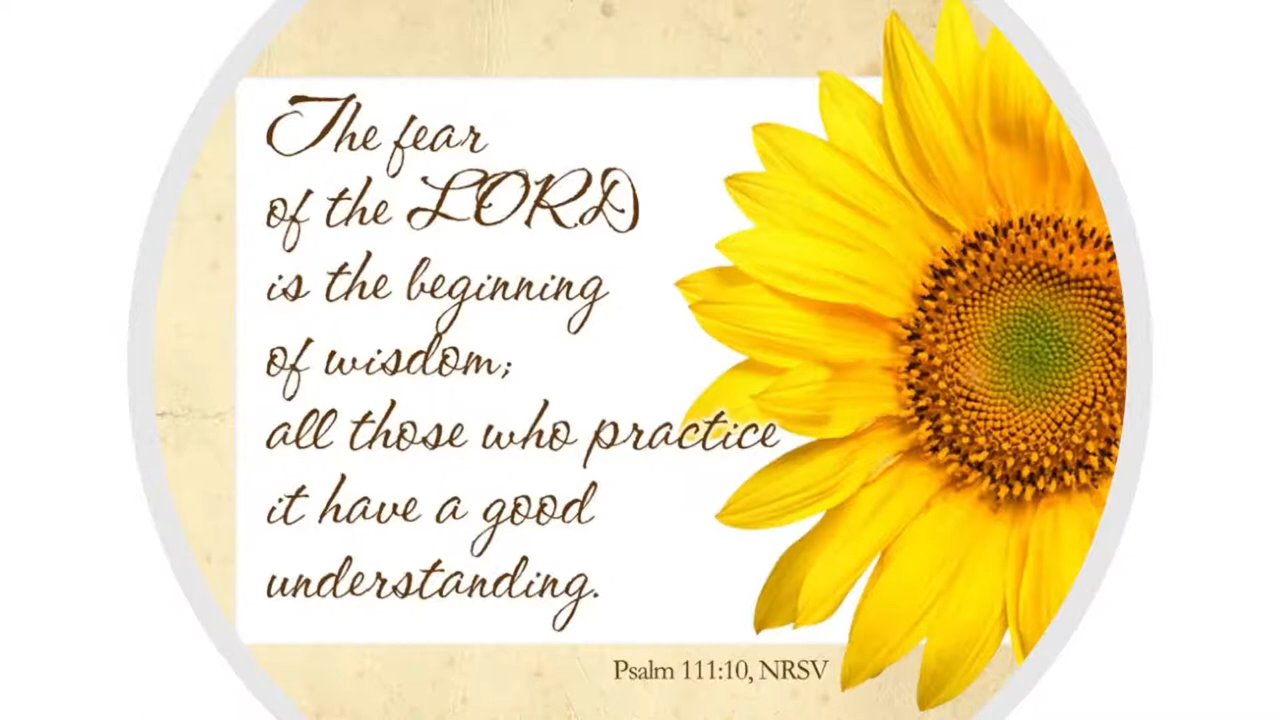 The fear
of the LORD
is the beginning
of wisdom;
all those who practice
it have a good
understanding.
Psalm 111:10, NRSV